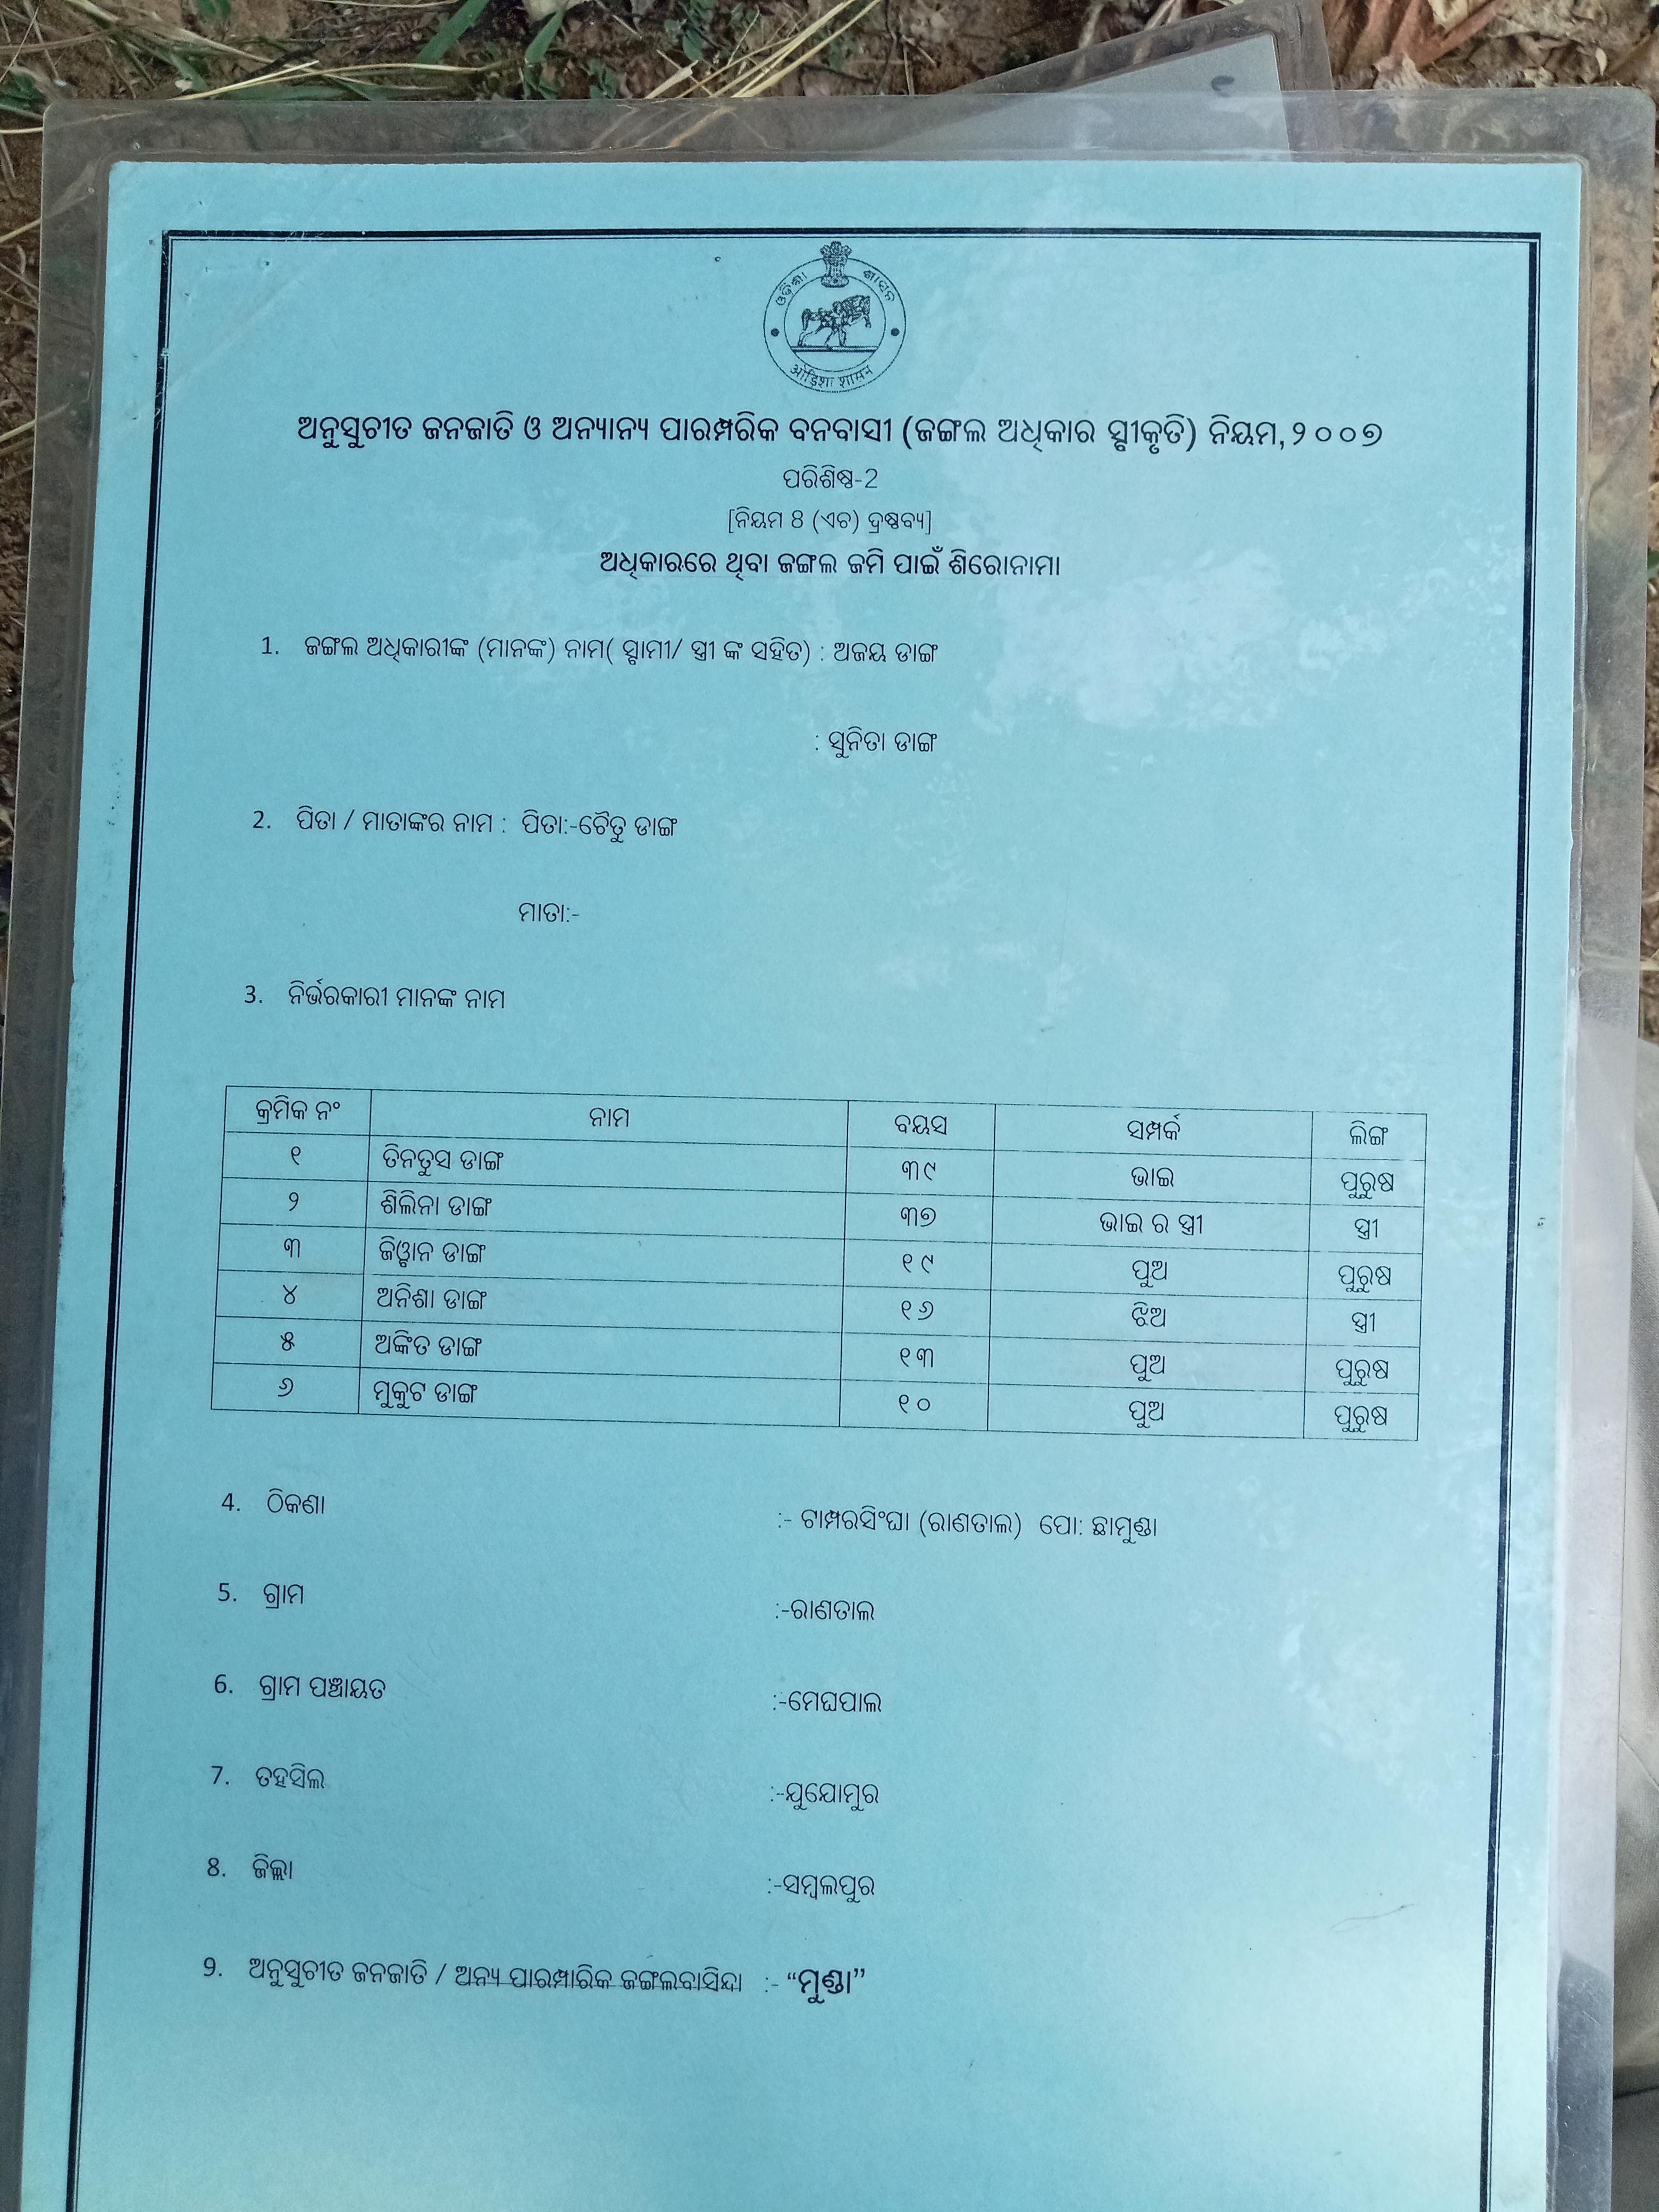 ଓଡ଼ିଶା ଶାସନ
ओड़िशा शासन
ଅନୁସୁଚୀତ ଜନଜାତି ଓ ଅନ୍ୟାନ୍ୟ ପାରମ୍ପରିକ ବନବାସୀ (ଜଙ୍ଗଲ ଅଧିକାର ସ୍ବୀକୃତି) ନିୟମ,୨୦୦୭
ପରିଶିଷ୍ଠ-2
[ନିୟମ 8 (ଏଚ) ଦ୍ରଷ୍ଠବ୍ୟ]
ଅଧିକାରରେ ଥିବା ଜଙ୍ଗଲ ଜମି ପାଇଁ ଶିରୋନାମା
1. ଜଙ୍ଗଲ ଅଧିକାରୀଙ୍କ (ମାନଙ୍କ) ନାମ( ସ୍ବାମୀ/ ସ୍ତ୍ରୀ ଙ୍କ ସହିତ) : ଅଜୟ ଡାଙ୍ଗ
: ସୁନିତା ଡାଙ୍ଗ
2. ପିତା / ମାତାଙ୍କର ନାମ : ପିତା:-ଚୈତୁ ଡାଙ୍ଗ
ମାତା:-
3. ନିର୍ଭରକାରୀ ମାନଙ୍କ ନାମ
କ୍ରମିକ ନଂ ନାମ ବୟସ ସମ୍ପର୍କ ଲିଙ୍ଗ
୧ ତିନତୁସ ଡାଙ୍ଗ ୩୯ ଭାଇ ପୁରୁଷ
୨ ଶିଲିନା ଡାଙ୍ଗ ୩୭ ଭାଇ ର ସ୍ତ୍ରୀ ସ୍ତ୍ରୀ
୩ ଜିୱାନ ଡାଙ୍ଗ ୧୯ ପୁଅ ପୁରୁଷ
୪ ଅନିଶା ଡାଙ୍ଗ ୧୬ ଝିଅ ସ୍ତ୍ରୀ
୫ ଅଙ୍କିତ ଡାଙ୍ଗ ୧୩ ପୁଅ ପୁରୁଷ
୬ ମୁକୁଟ ଡାଙ୍ଗ ୧୦ ପୁଅ ପୁରୁଷ
4. ଠିକଣା :- ଟାମ୍ପରସିଂଘା (ରାଣତାଲ) ପୋ: ଛାମୁଣ୍ଡା
5. ଗ୍ରାମ :-ରାଣତାଲ
6. ଗ୍ରାମ ପଞ୍ଚାୟତ :-ମେଘପାଲ
7. ତହସିଲ :-ଯୁଯୋମୁର
8. ଜିଲ୍ଲା :-ସମ୍ବଲପୁର
9. ଅନୁସୁଚୀତ ଜନଜାତି / ଅନ୍ୟ ପାରମ୍ପାରିକ ଜଙ୍ଗଲବାସିନ୍ଦା :- “ମୁଣ୍ଡା”